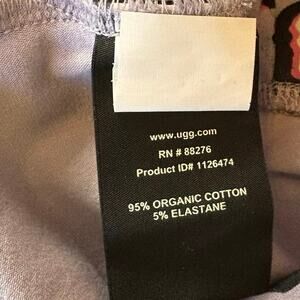 www.ugg.com
RN # 88276
Product ID# 1126474
95% ORGANIC COTTON
5% ELASTANE